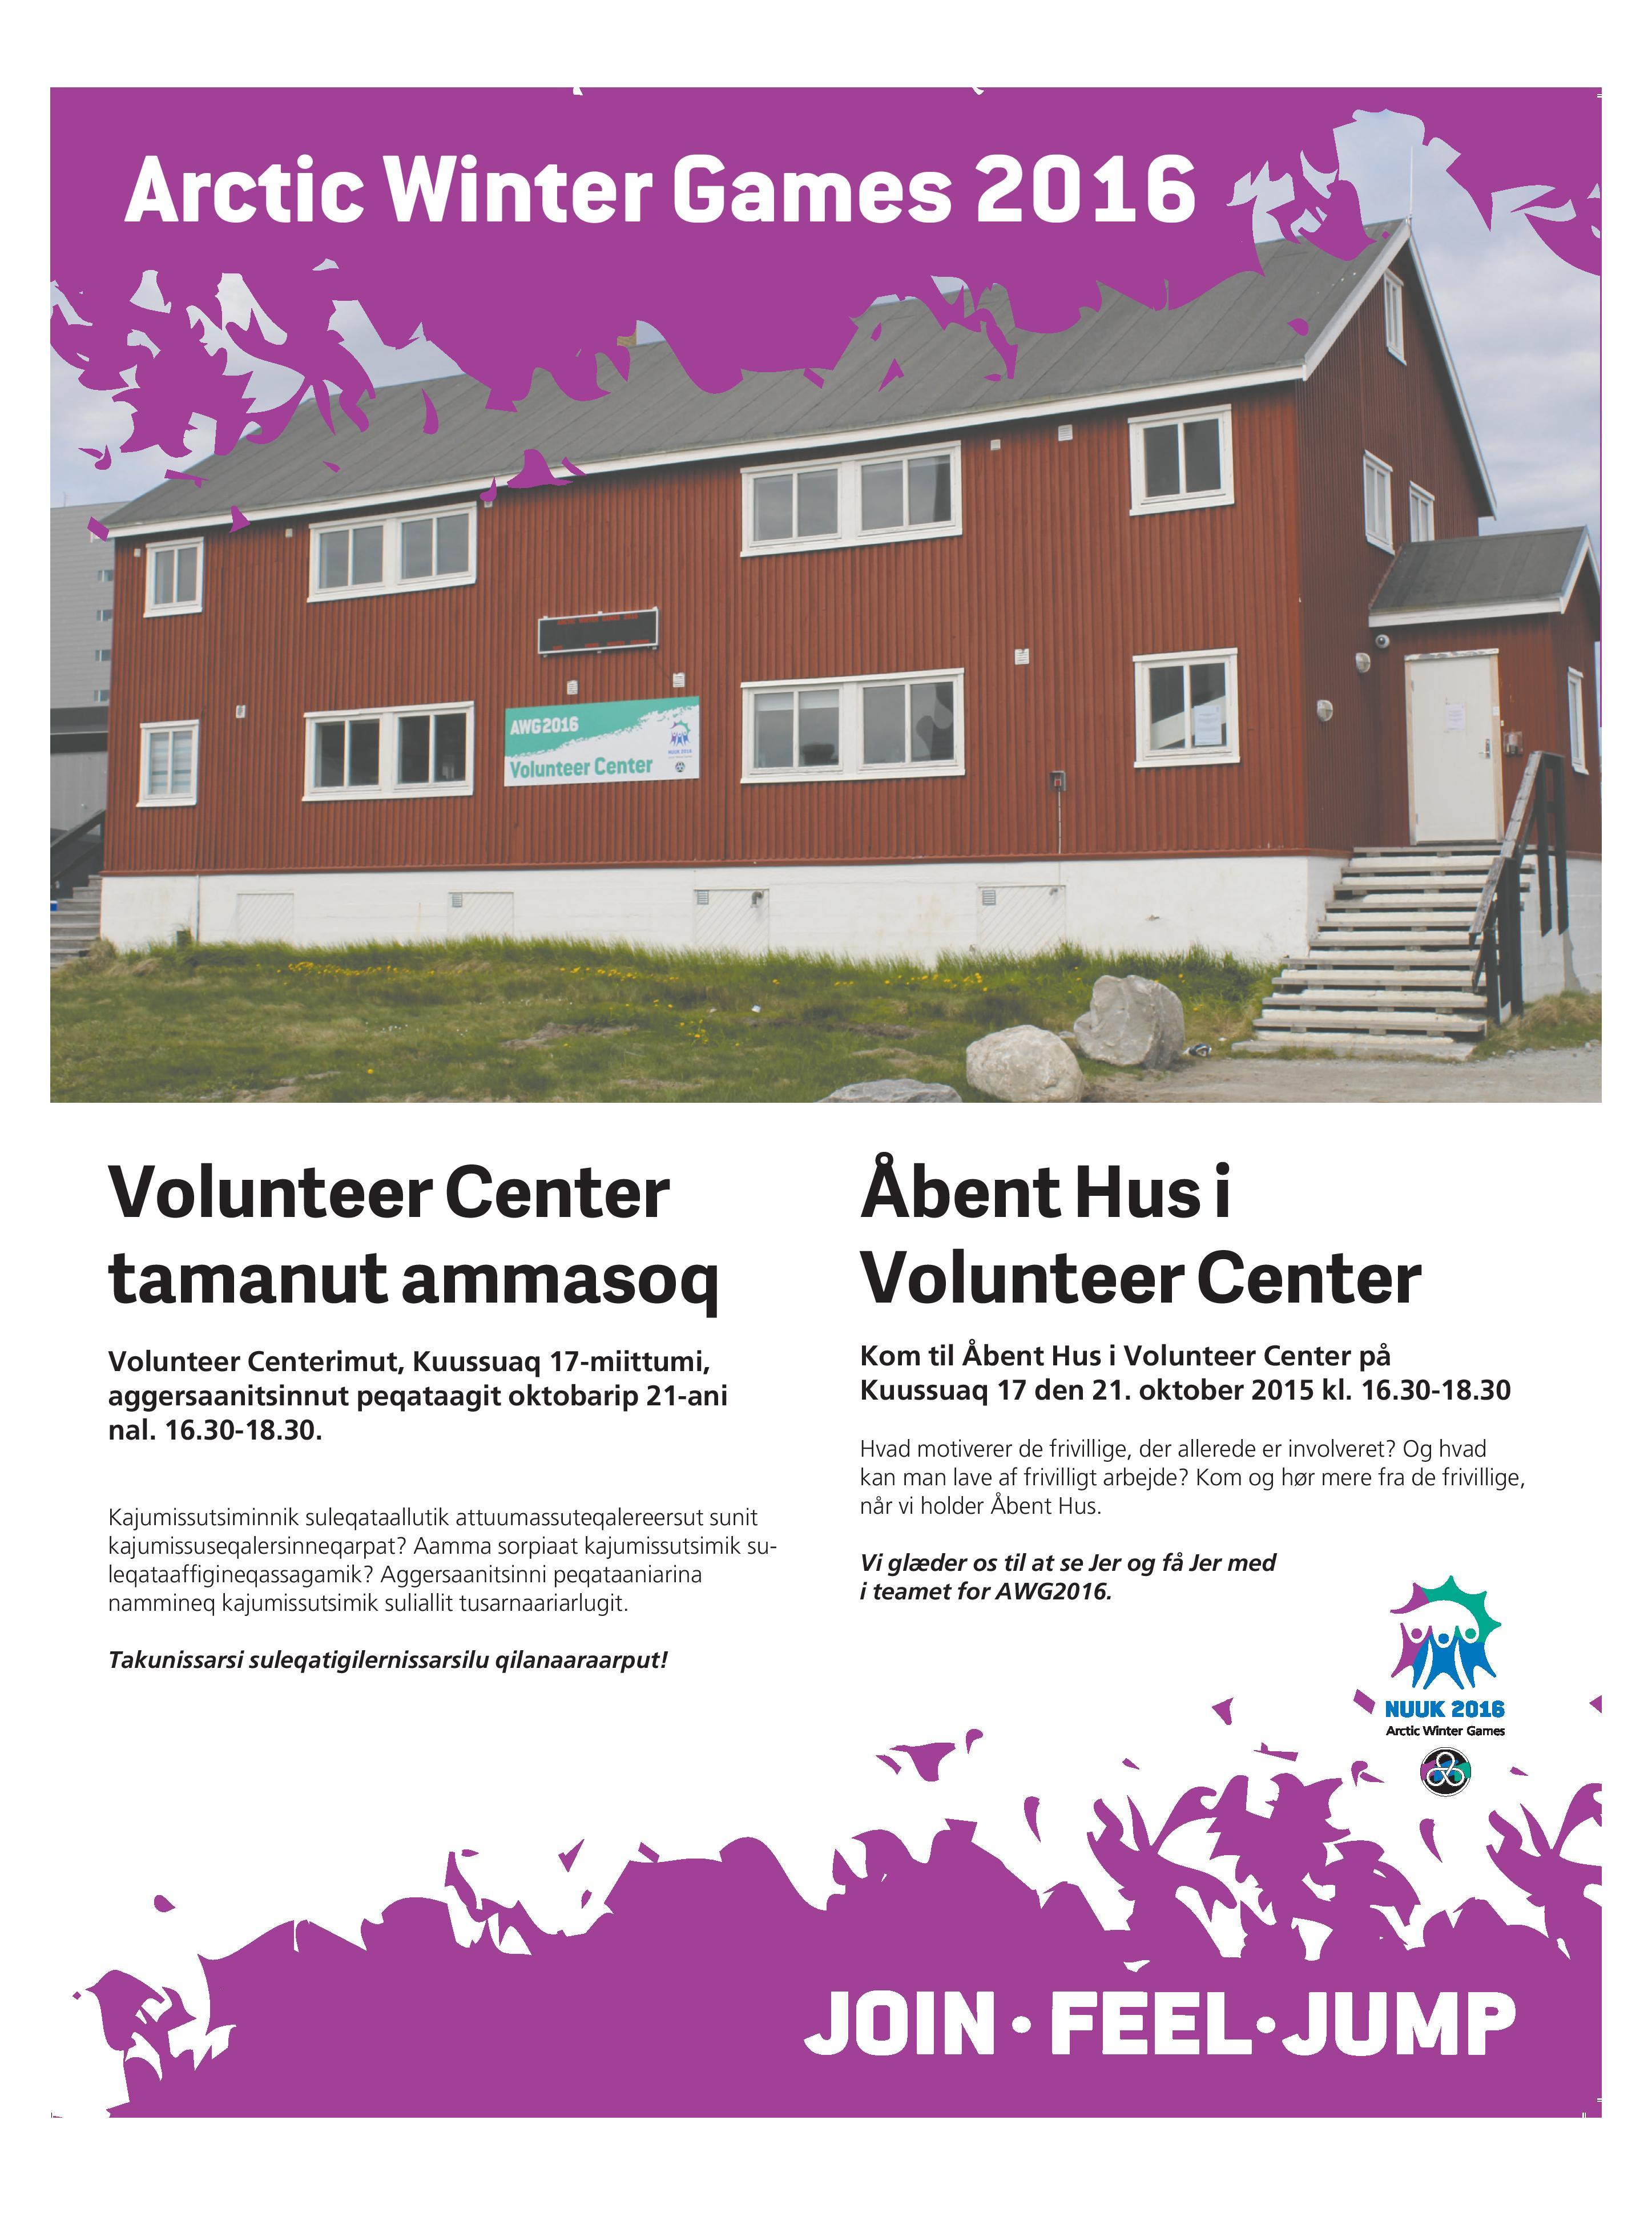 Arctic Winter Games 2016
AWG2016
NUUK 2016
Volunteer Center
Volunteer Center
tamanut ammasoq
Volunteer Centerimut, Kuussuaq 17-miittumi,
aggersaanitsinnut peqataagit oktobarip 21-ani
nal. 16.30-18.30.
Kajumissutsiminnik suleqataallutik attuumassuteqalereersut sunit
kajumissuseqalersinneqarpat? Aamma sorpiaat kajumissutsimik su-
leqataaffigineqassagamik? Aggersaanitsinni peqataaniarina
nammineq kajumissutsimik suliallit tusarnaariarlugit.
Takunissarsi suleqatigilernissarsilu qilanaaraarput!
Åbent Hus i
Volunteer Center
Kom til Åbent Hus i Volunteer Center på
Kuussuaq 17 den 21. oktober 2015 kl. 16.30-18.30
Hvad motiverer de frivillige, der allerede er involveret? Og hvad
kan man lave af frivilligt arbejde? Kom og hør mere fra de frivillige,
når vi holder Åbent Hus.
Vi glæder os til at se Jer og få Jer med
i teamet for AWG2016.
NUUK 2016
Arctic Winter Games
JOIN • FEEL • JUMP